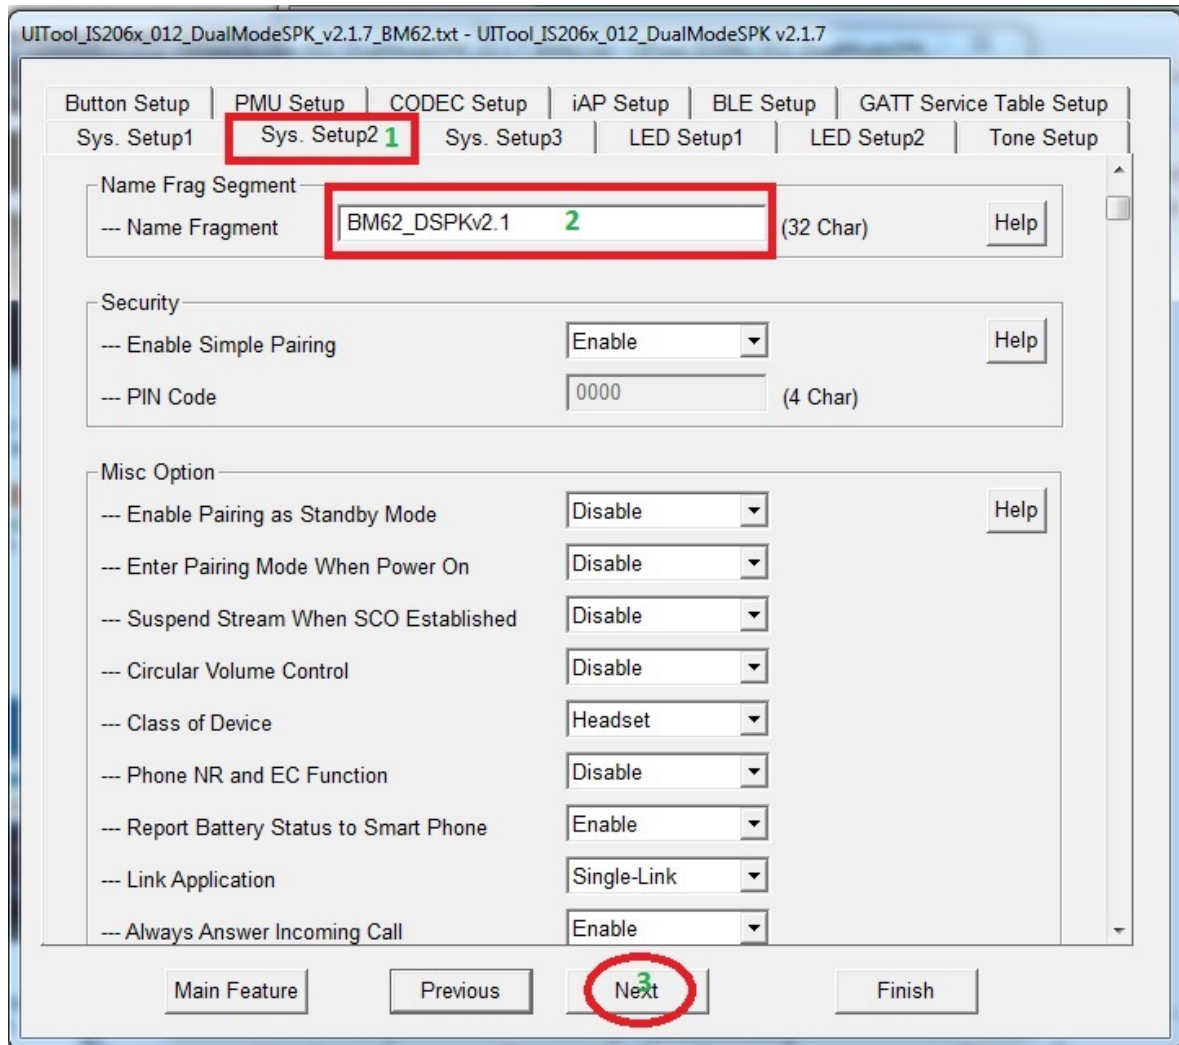 UITool_IS206x_012_DualModeSPK_v2.1.7_BM62.txt - UITool_IS206x_012_DualModeSPK v2.1.7
Button Setup PMU Setup CODEC Setup iAP Setup BLE Setup GATT Service Table Setup
Sys. Setup1 Sys. Setup2 1 Sys. Setup3 LED Setup1 LED Setup2 Tone Setup
Name Frag Segment
--- Name Fragment BM62_DSPKv2.1 2 (32 Char) Help
Security
--- Enable Simple Pairing Enable Help
--- PIN Code 0000 (4 Char)
Misc Option
--- Enable Pairing as Standby Mode Disable Help
--- Enter Pairing Mode When Power On Disable
--- Suspend Stream When SCO Established Disable
--- Circular Volume Control Disable
--- Class of Device Headset
--- Phone NR and EC Function Disable
--- Report Battery Status to Smart Phone Enable
--- Link Application Single-Link
--- Always Answer Incoming Call Enable
Main Feature Previous Next 3 Finish